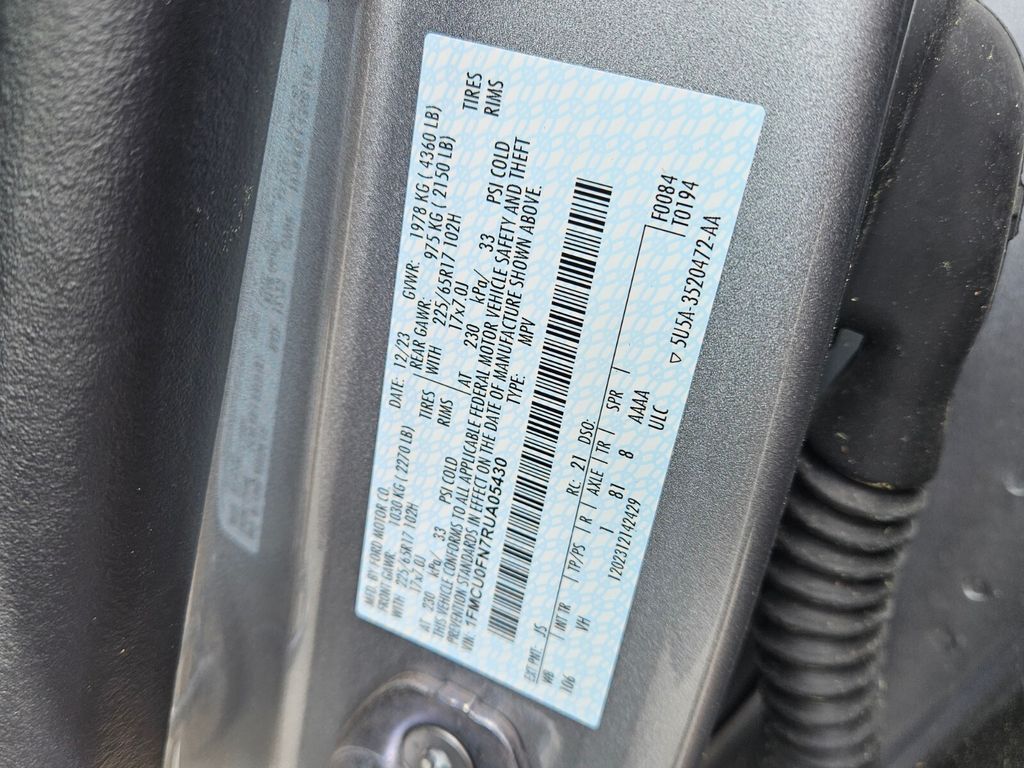 MFD. BY FORD MOTOR CO.
DATE: 12/23 GVWR: 1978 KG ( 4360 LB)
FRONT GAWR: 1030 KG ( 2270 LB) REAR GAWR: 975 KG ( 2150 LB)
WITH 225/65R17 102H TIRES WITH 225/65R17 102H TIRES
17x7.0J RIMS 17x7.0J RIMS
AT 230 kPa/ 33 PSI COLD AT 230 kPa/ 33 PSI COLD
THIS VEHICLE CONFORMS TO ALL APPLICABLE FEDERAL MOTOR VEHICLE SAFETY AND THEFT
PREVENTION STANDARDS IN EFFECT ON THE DATE OF MANUFACTURE SHOWN ABOVE.
VIN: 1FMCU0FN7RUA05430 TYPE: MPV
EXT PNT: JS RC: 21 DSO: F0084
WB INT TR TP/PS R AXLE TR SPR T0194
106 VH I 81 8 AAAA
120231214 2429 ULC
▽ 5U5A-3520472-AA